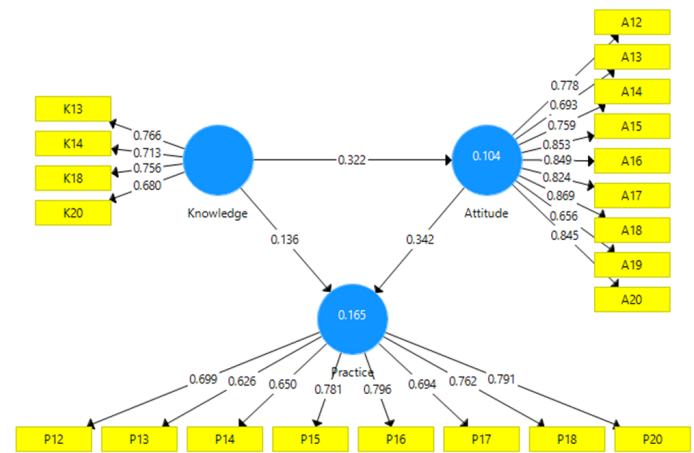 A12
A13
A14
A15
A16
A17
A18
A19
A20
0.778
0.693
0.759
0.853
0.849
0.824
0.869
0.656
0.845
K13
K14
K18
K20
0.766
0.713
0.756
0.680
Knowledge
0.322
0.104
Attitude
0.136
0.342
0.165
Practice
0.699
0.626
0.650
0.781
0.796
0.694
0.762
0.791
P12
P13
P14
P15
P16
P17
P18
P20